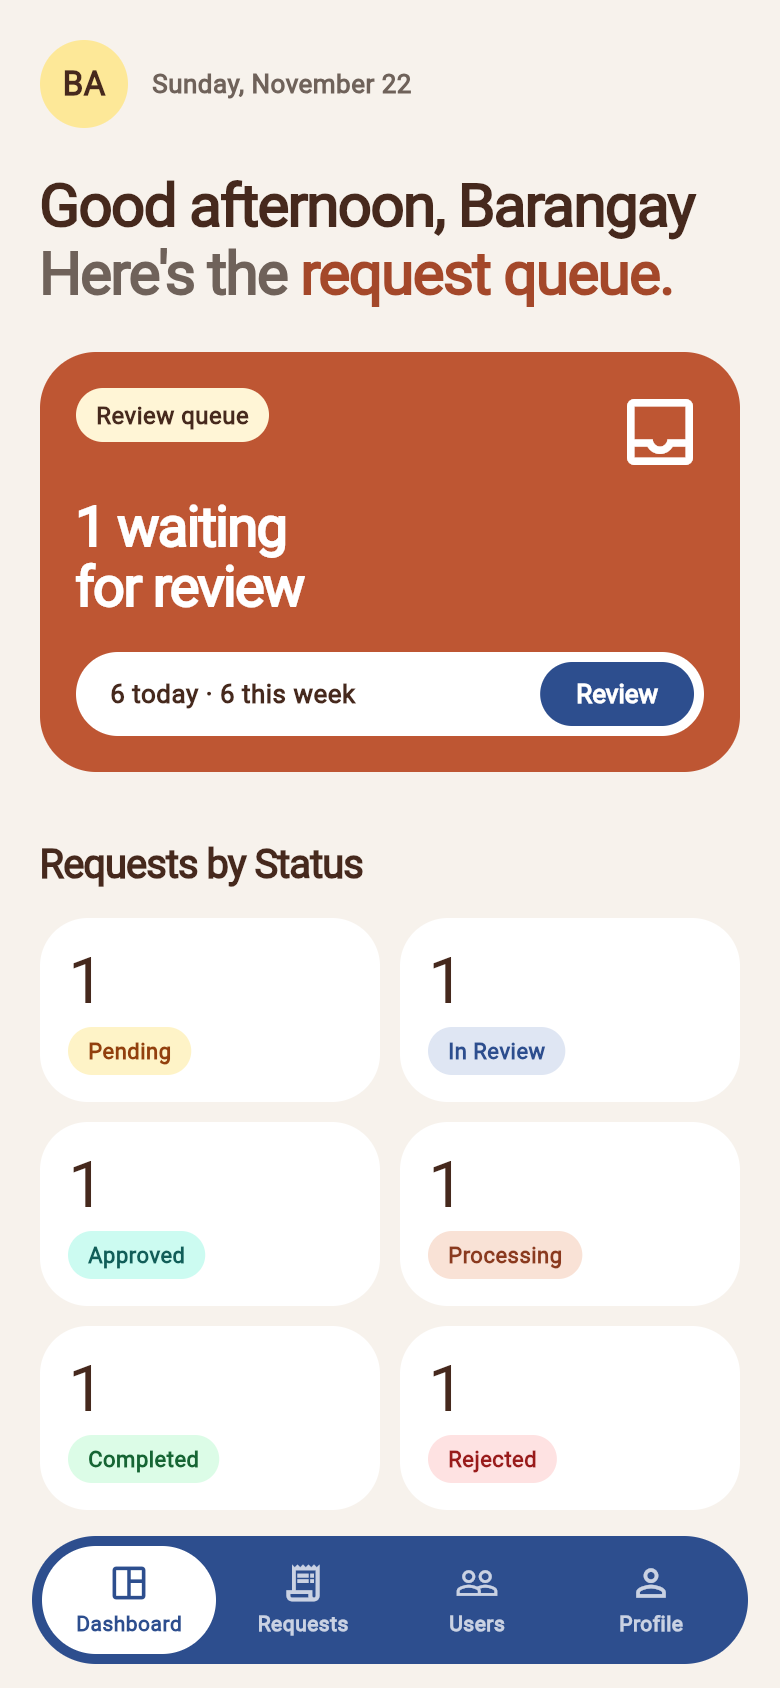 BA
Sunday, November 22
Good afternoon, Barangay
Here's the request queue.
Review queue
1 waiting
for review
6 today · 6 this week
Review
Requests by Status
1
Pending
1
In Review
1
Approved
1
Processing
1
Completed
1
Rejected
Dashboard
Requests
Users
Profile